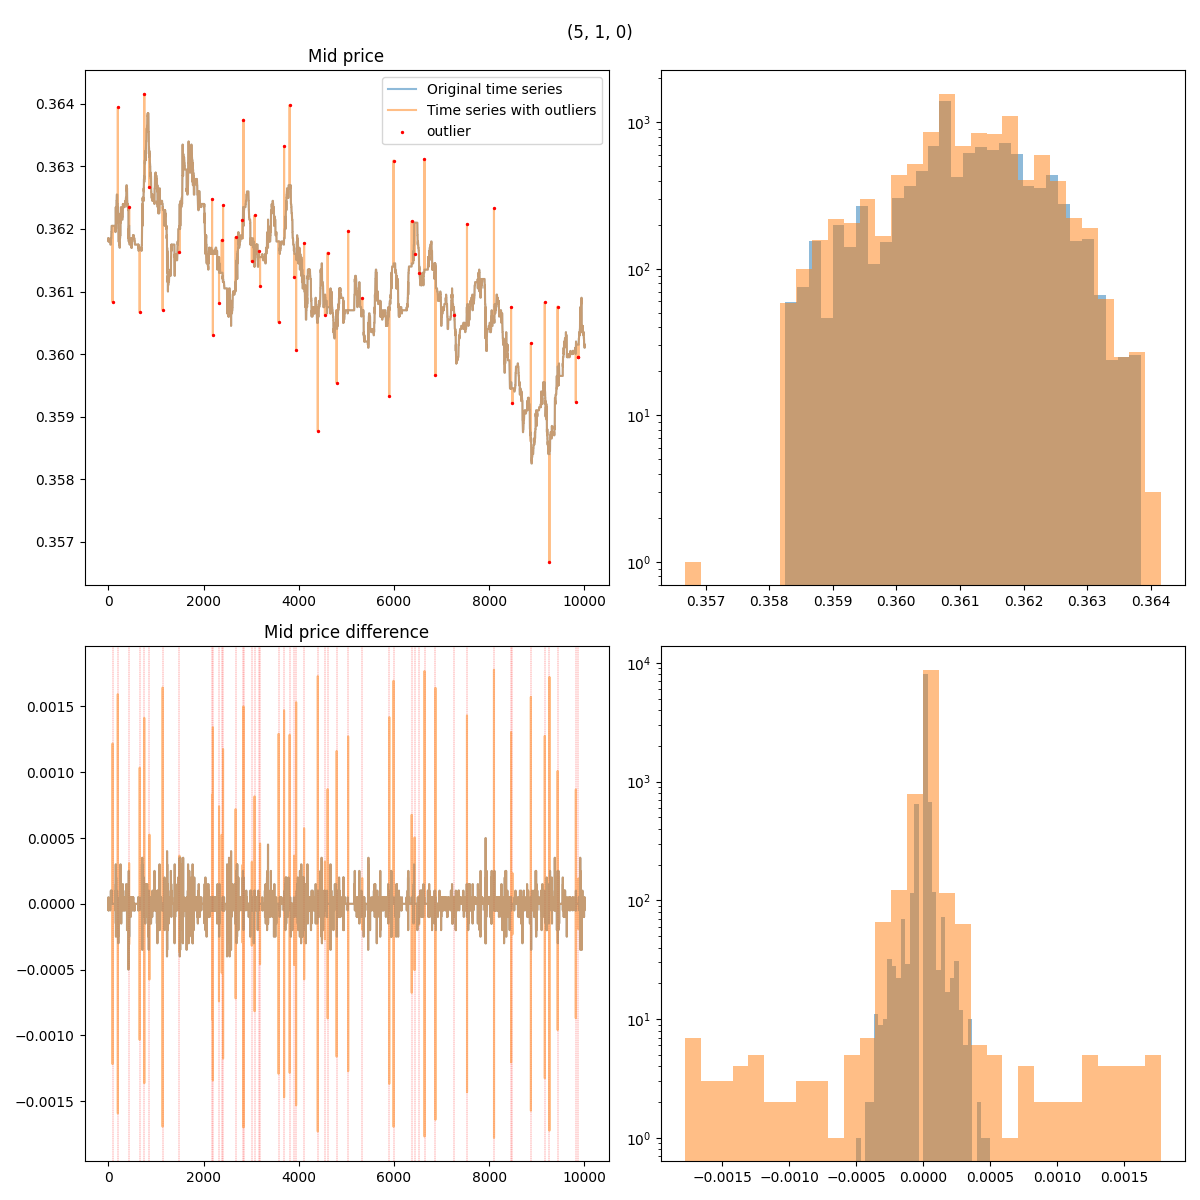 (5, 1, 0)
Mid price
Original time series
Time series with outliers
outlier
0.364
0.363
0.362
0.361
0.360
0.359
0.358
0.357
0 2000 4000 6000 8000 10000
10³
10²
10¹
10⁰
0.357 0.358 0.359 0.360 0.361 0.362 0.363 0.364
Mid price difference
0.0015
0.0010
0.0005
0.0000
−0.0005
−0.0010
−0.0015
0 2000 4000 6000 8000 10000
10⁴
10³
10²
10¹
10⁰
−0.0015 −0.0010 −0.0005 0.0000 0.0005 0.0010 0.0015